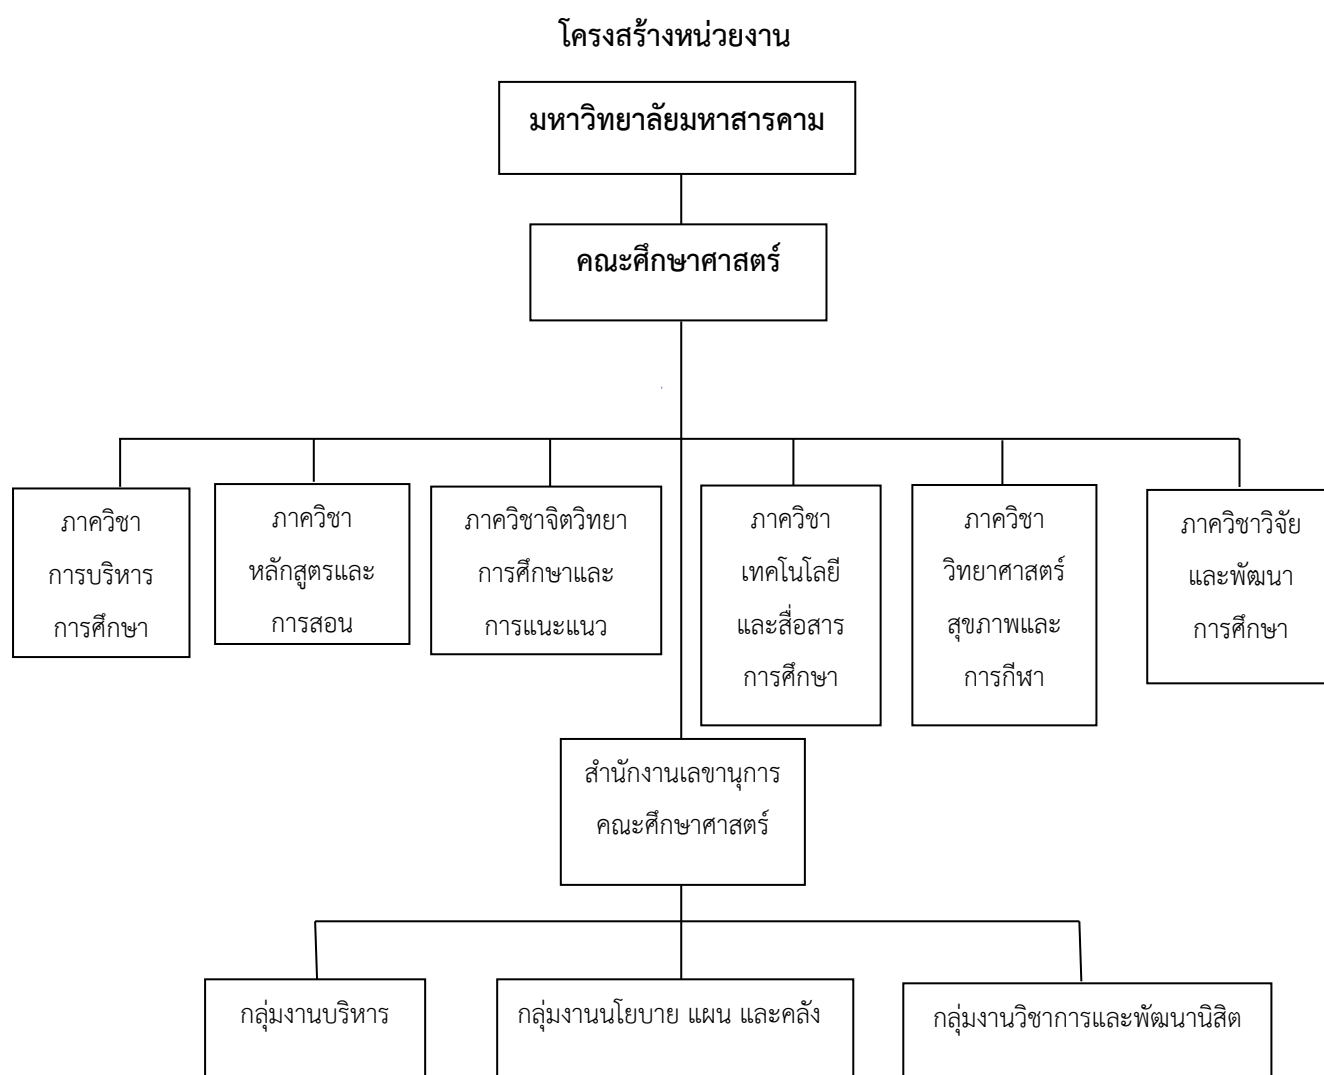 โครงสร้างหน่วยงาน
มหาวิทยาลัยมหาสารคาม
คณะศึกษาศาสตร์
ภาควิชา
การบริหาร
การศึกษา
ภาควิชา
หลักสูตรและ
การสอน
ภาควิชาจิตวิทยา
การศึกษาและ
การแนะแนว
ภาควิชา
เทคโนโลยี
และสื่อสาร
การศึกษา
ภาควิชา
วิทยาศาสตร์
สุขภาพและ
การกีฬา
ภาควิชาวิจัย
และพัฒนา
การศึกษา
สำนักงานเลขานุการ
คณะศึกษาศาสตร์
กลุ่มงานบริหาร
กลุ่มงานนโยบาย แผน และคลัง
กลุ่มงานวิชาการและพัฒนานิสิต